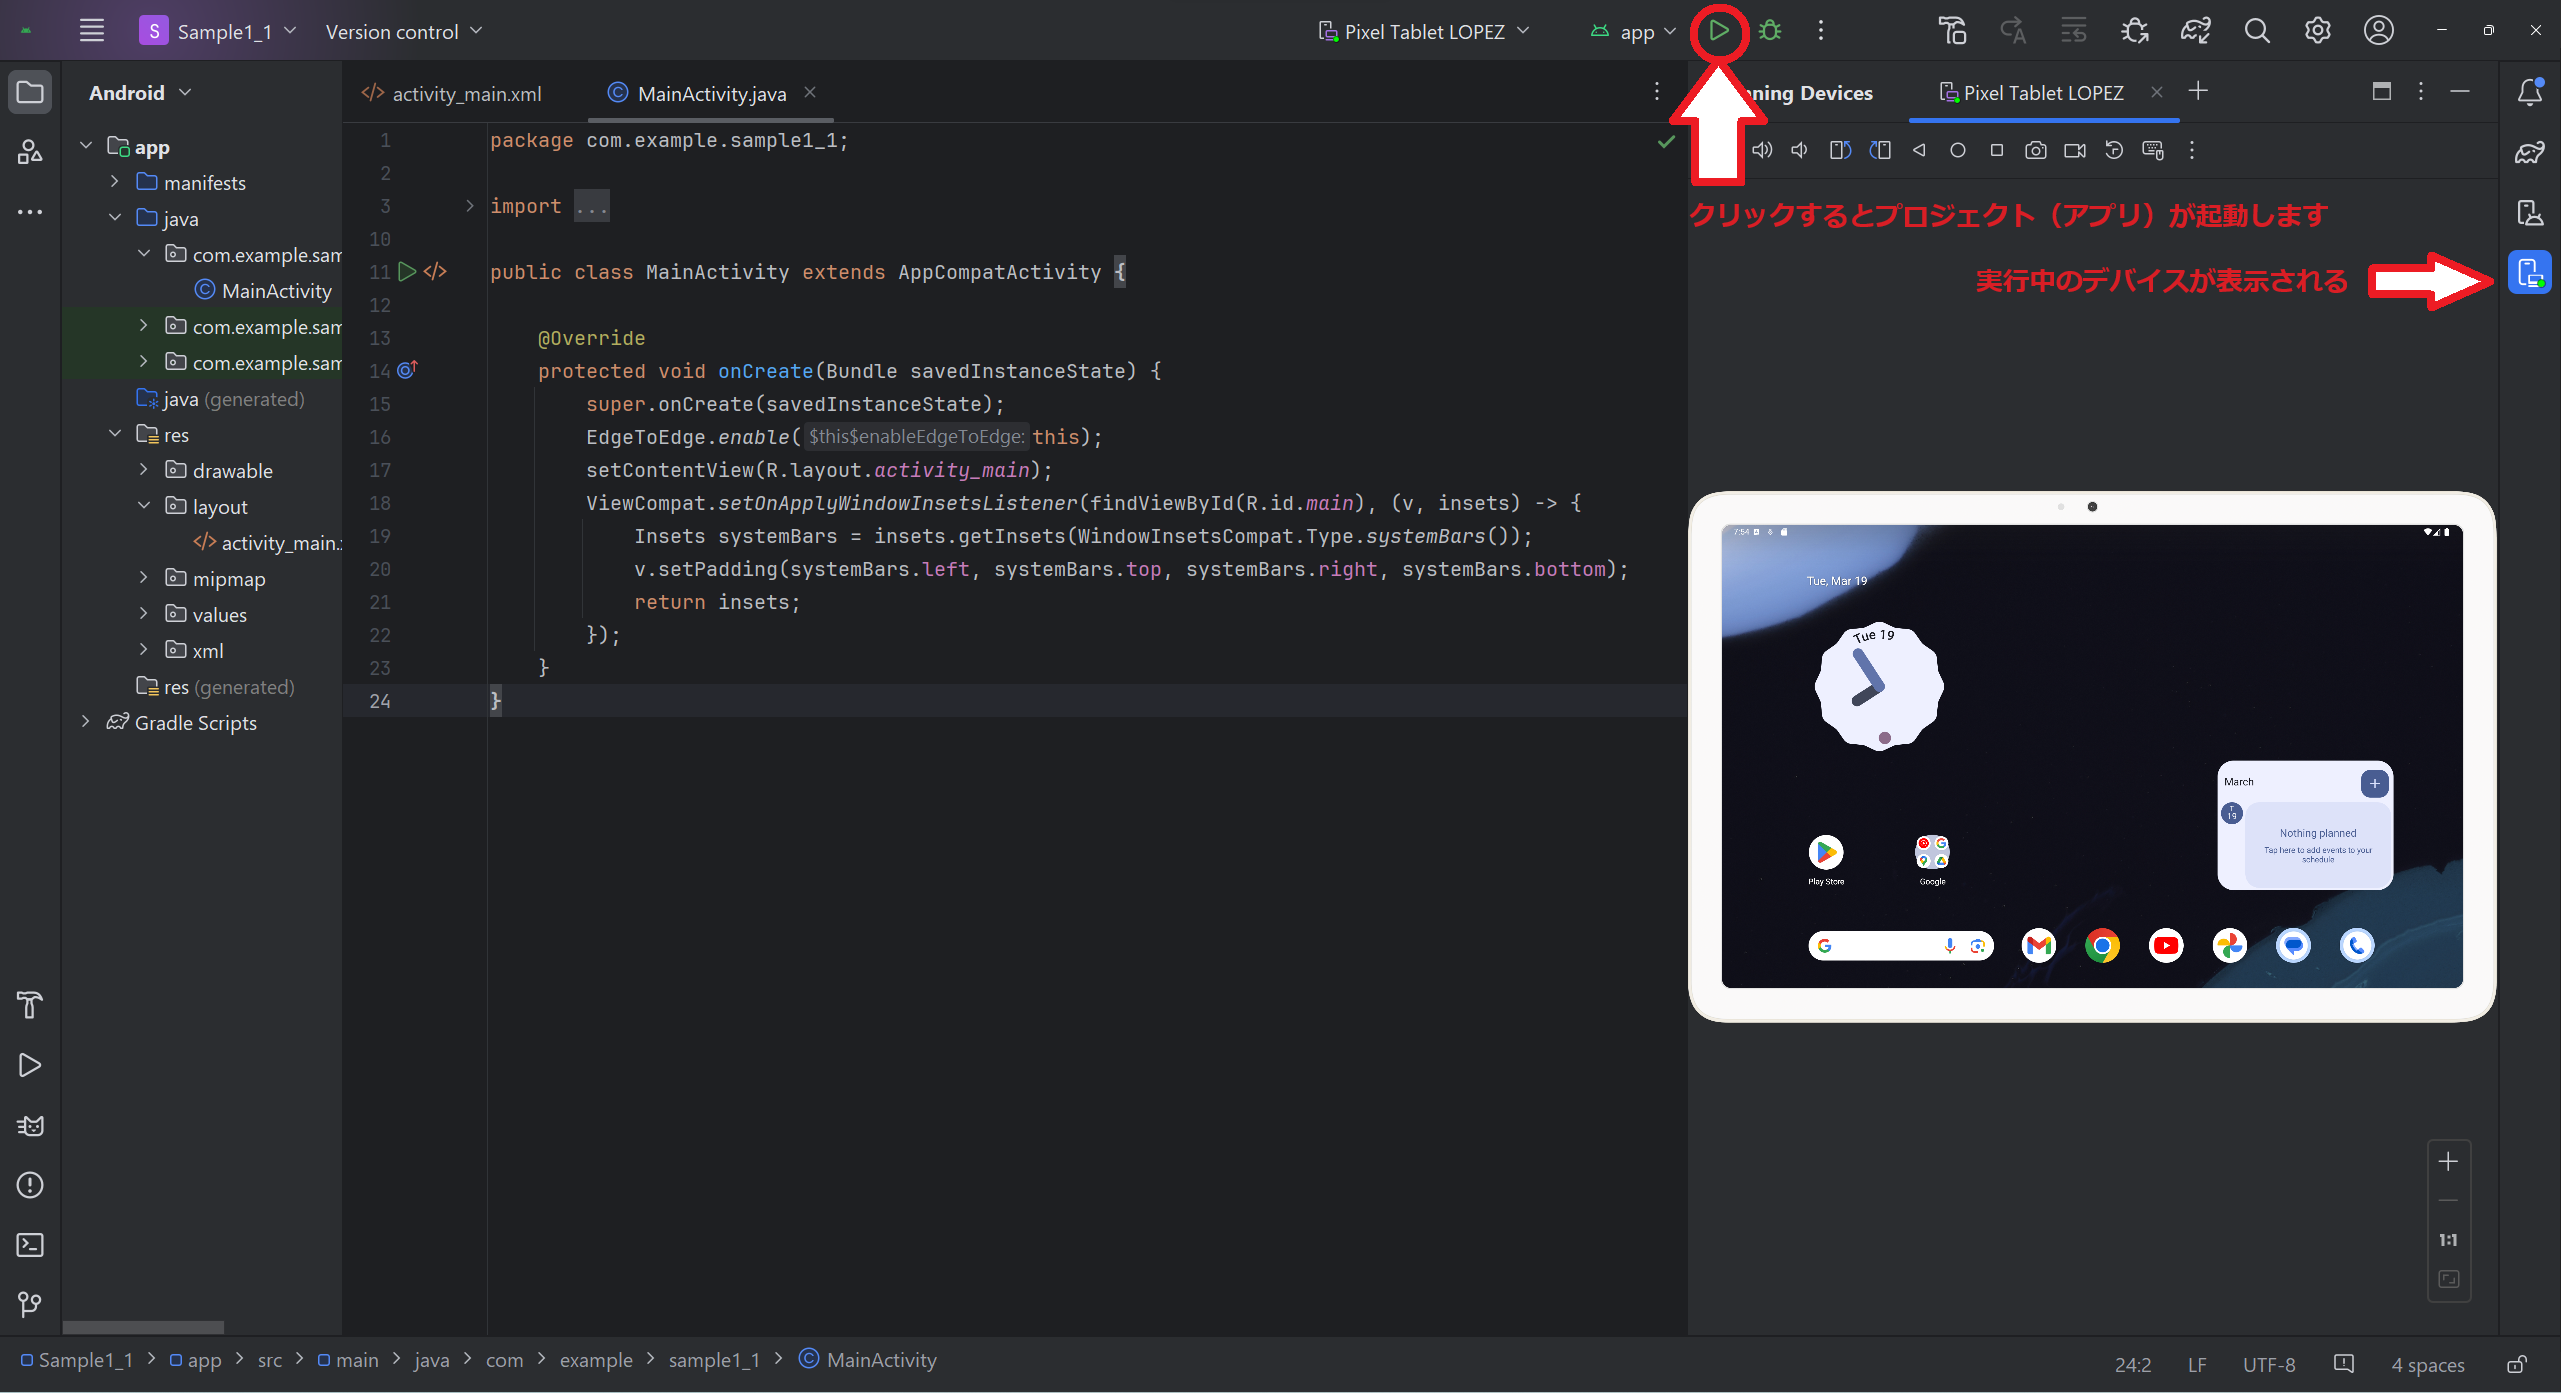 S Sample1_1 Version control Pixel Tablet LOPEZ app
Android
activity_main.xml MainActivity.java
nning Devices Pixel Tablet LOPEZ
app
manifests
java
com.example.sam
MainActivity
com.example.sam
com.example.sam
java (generated)
res
drawable
layout
activity_main.
mipmap
values
xml
res (generated)
Gradle Scripts
1 package com.example.sample1_1;
2
3 import ...
10
11 public class MainActivity extends AppCompatActivity {
12
13 @Override
14 protected void onCreate(Bundle savedInstanceState) {
15 super.onCreate(savedInstanceState);
16 EdgeToEdge.enable( $this$enableEdgeToEdge: this);
17 setContentView(R.layout.activity_main);
18 ViewCompat.setOnApplyWindowInsetsListener(findViewById(R.id.main), (v, insets) -> {
19 Insets systemBars = insets.getInsets(WindowInsetsCompat.Type.systemBars());
20 v.setPadding(systemBars.left, systemBars.top, systemBars.right, systemBars.bottom);
21 return insets;
22 });
23 }
24 }
クリックするとプロジェクト（アプリ）が起動します
実行中のデバイスが表示される
7:54
Tue, Mar 19
Tue 19
March
T
19
Nothing planned
Tap here to add events to your
schedule
Play Store Google
1:1
Sample1_1 > app > src > main > java > com > example > sample1_1 > MainActivity
24:2 LF UTF-8 4 spaces